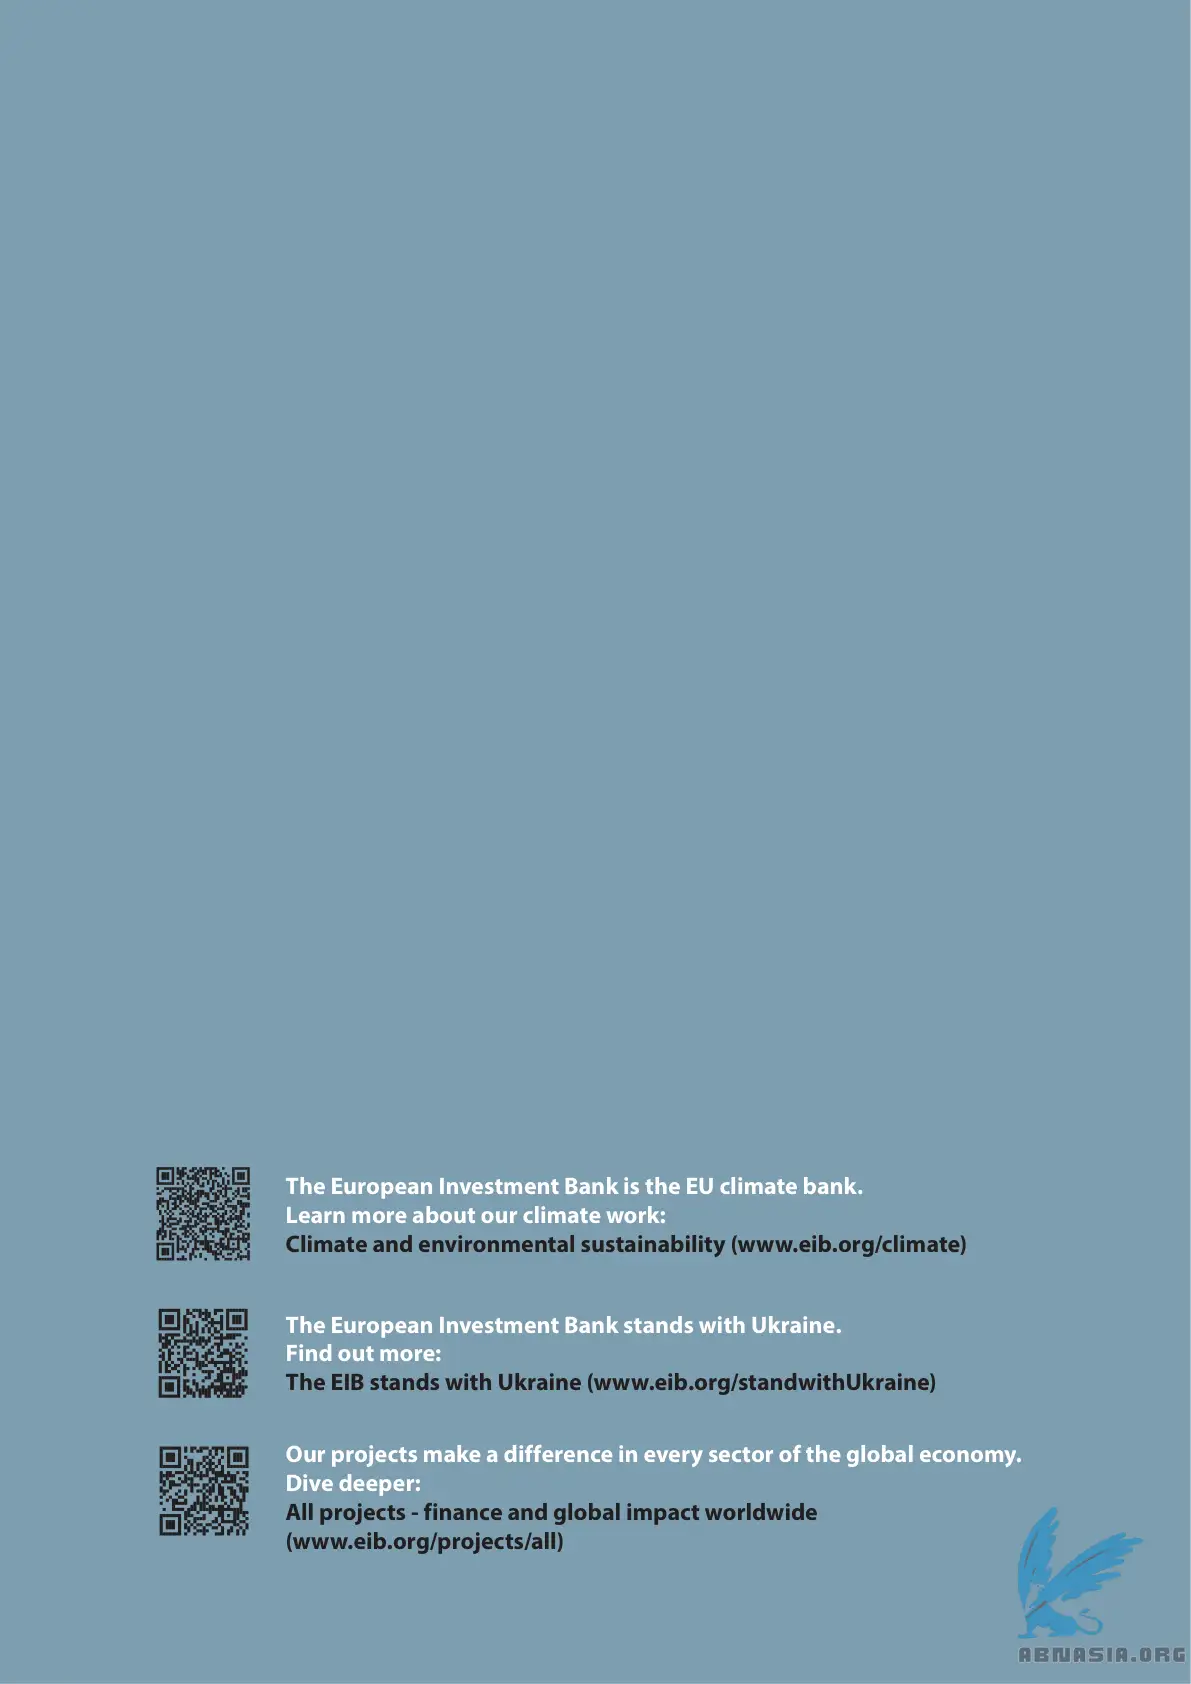 The European Investment Bank is the EU climate bank.
Learn more about our climate work:
Climate and environmental sustainability (www.eib.org/climate)
The European Investment Bank stands with Ukraine.
Find out more:
The EIB stands with Ukraine (www.eib.org/standwithUkraine)
Our projects make a difference in every sector of the global economy.
Dive deeper:
All projects - finance and global impact worldwide
(www.eib.org/projects/all)
ABNASIA.ORG